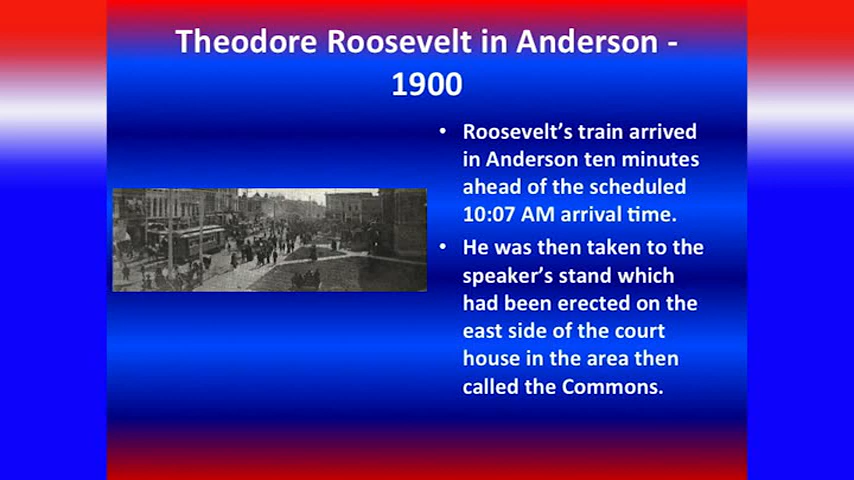 Theodore Roosevelt in Anderson -
1900
• Roosevelt’s train arrived
in Anderson ten minutes
ahead of the scheduled
10:07 AM arrival time.
• He was then taken to the
speaker’s stand which
had been erected on the
east side of the court
house in the area then
called the Commons.